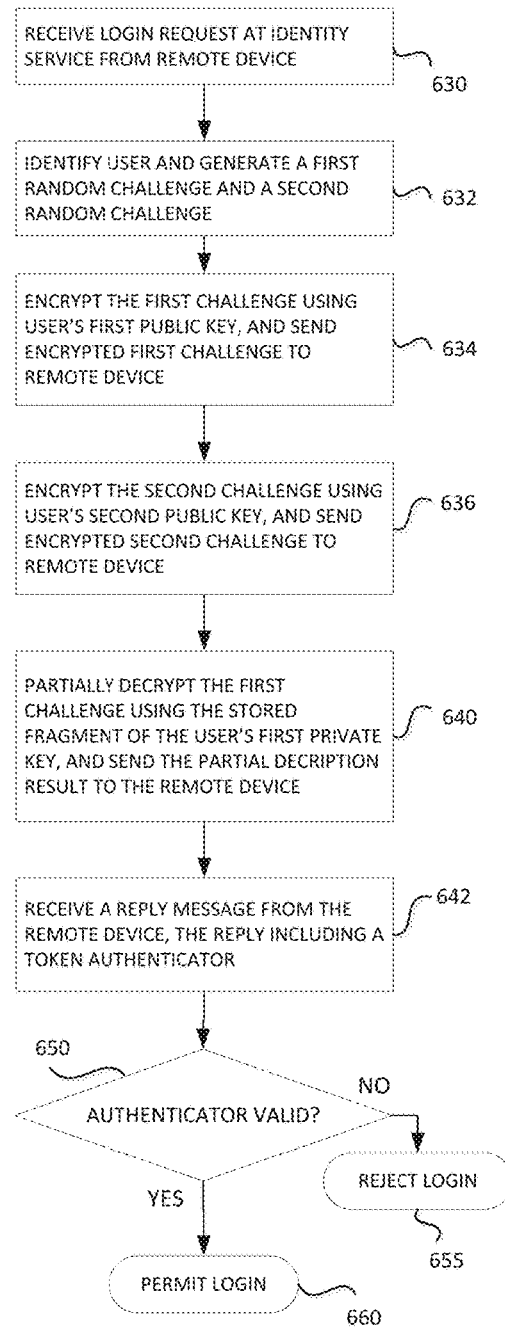 RECEIVE LOGIN REQUEST AT IDENTITY
SERVICE FROM REMOTE DEVICE
630
IDENTIFY USER AND GENERATE A FIRST
RANDOM CHALLENGE AND A SECOND
RANDOM CHALLENGE
632
ENCRYPT THE FIRST CHALLENGE USING
USER'S FIRST PUBLIC KEY, AND SEND
ENCRYPTED FIRST CHALLENGE TO
REMOTE DEVICE
634
ENCRYPT THE SECOND CHALLENGE USING
USER'S SECOND PUBLIC KEY, AND SEND
ENCRYPTED SECOND CHALLENGE TO
REMOTE DEVICE
636
PARTIALLY DECRYPT THE FIRST
CHALLENGE USING THE STORED
FRAGMENT OF THE USER'S FIRST PRIVATE
KEY, AND SEND THE PARTIAL DECRIPTION
RESULT TO THE REMOTE DEVICE
640
RECEIVE A REPLY MESSAGE FROM THE
REMOTE DEVICE, THE REPLY INCLUDING A
TOKEN AUTHENTICATOR
642
650
AUTHENTICATOR VALID?
NO
REJECT LOGIN
655
YES
PERMIT LOGIN
660